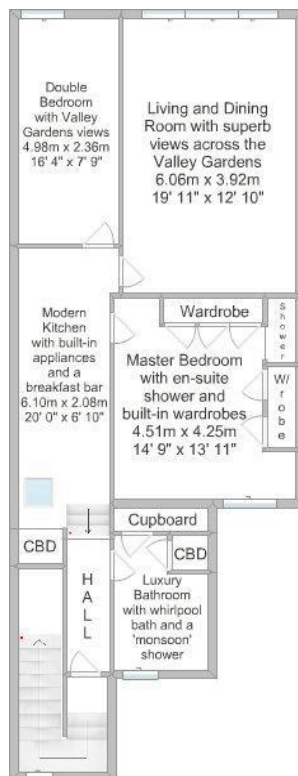 Double
Bedroom
with Valley
Gardens views
4.98m x 2.36m
16' 4" x 7' 9"
Living and Dining
Room with superb
views across the
Valley Gardens
6.06m x 3.92m
19' 11" x 12' 10"
Modern
Kitchen
with built-in
appliances
and a
breakfast bar
6.10m x 2.08m
20' 0" x 6' 10"
Wardrobe
Shower
Master Bedroom
with en-suite
shower and
built-in wardrobes
4.51m x 4.25m
14' 9" x 13' 11"
W/robe
Cupboard
CBD
CBD
HALL
Luxury
Bathroom
with whirlpool
bath and a
'monsoon'
shower